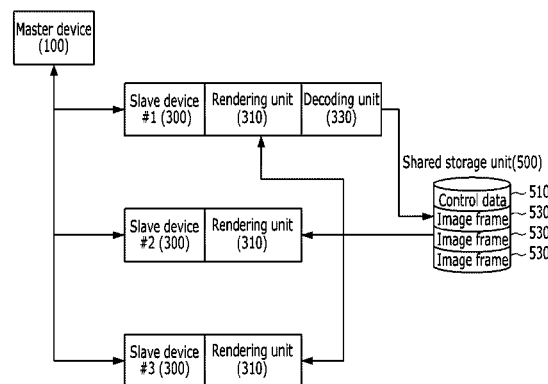 Master device
(100)
Slave device
#1 (300)
Rendering unit
(310)
Decoding unit
(330)
Shared storage unit(500)
Control data
510
Image frame
530
Image frame
530
Image frame
530
Slave device
#2 (300)
Rendering unit
(310)
Slave device
#3 (300)
Rendering unit
(310)